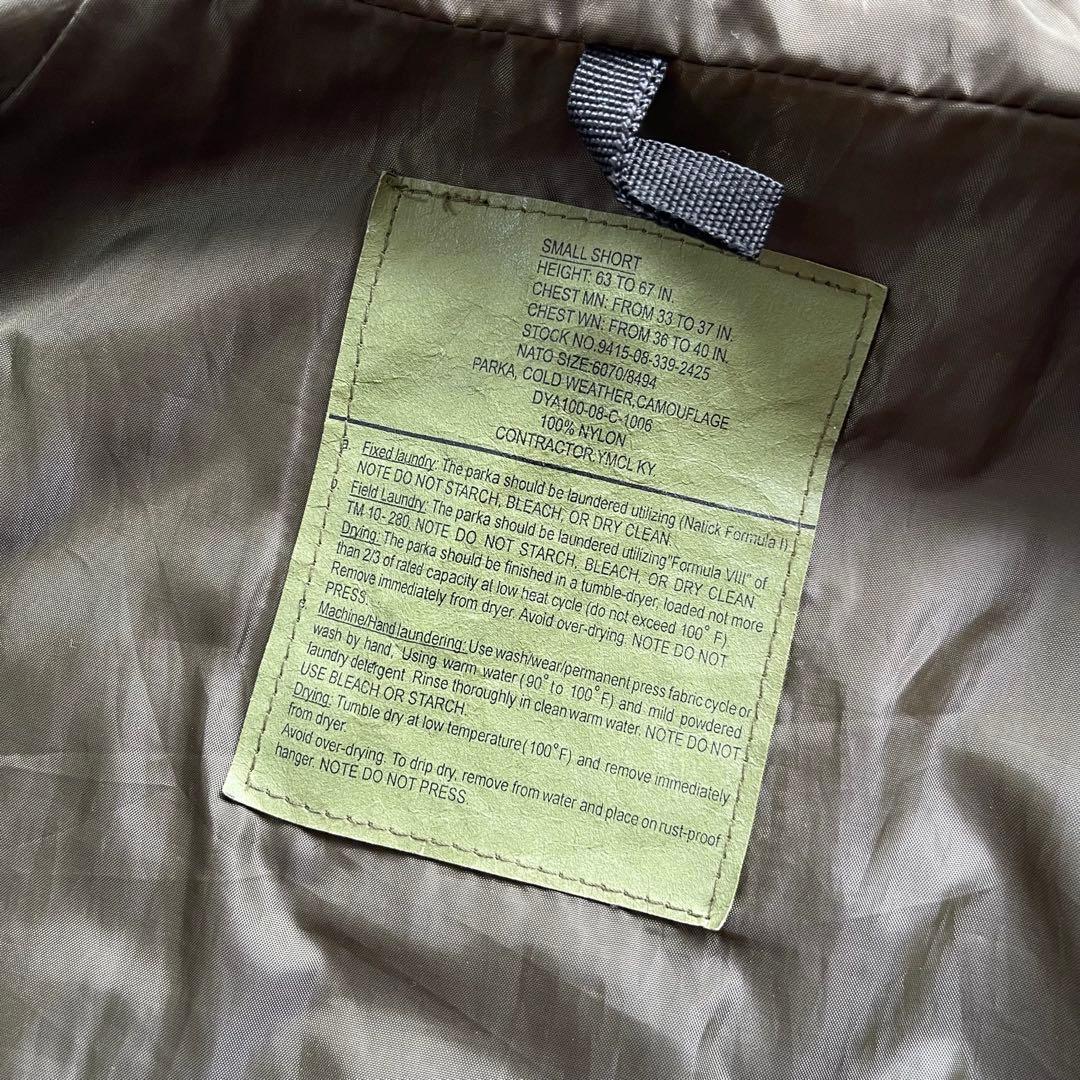 SMALL SHORT
HEIGHT: 63 TO 67 IN.
CHEST MN: FROM 33 TO 37 IN.
CHEST WN: FROM 36 TO 40 IN.
STOCK NO.9415-08-339-2425
NATO SIZE:6070/8494
PARKA, COLD WEATHER,CAMOUFLAGE
DYA100-08-C-1006
100% NYLON
CONTRACTOR:YMCL KY
a. Fixed laundry: The parka should be laundered utilizing (Natick Formula I)
NOTE DO NOT STARCH, BLEACH, OR DRY CLEAN.
b. Field Laundry: The parka should be laundered utilizing"Formula VIII" of
TM 10-280. NOTE DO NOT STARCH, BLEACH, OR DRY CLEAN.
Drying: The parka should be finished in a tumble-dryer, loaded not more
than 2/3 of rated capacity at low heat cycle (do not exceed 100°F)
Remove immediately from dryer. Avoid over-drying. NOTE DO NOT
PRESS.
Machine/Hand laundering: Use wash/wear/permanent press fabric cycle or
wash by hand, Using warm water (90° to 100°F) and mild powdered
laundry detergent. Rinse thoroughly in clean warm water. NOTE DO NOT
USE BLEACH OR STARCH.
Drying: Tumble dry at low temperature (100°F) and remove immediately
from dryer.
Avoid over-drying. To drip dry, remove from water and place on rust-proof
hanger. NOTE DO NOT PRESS.